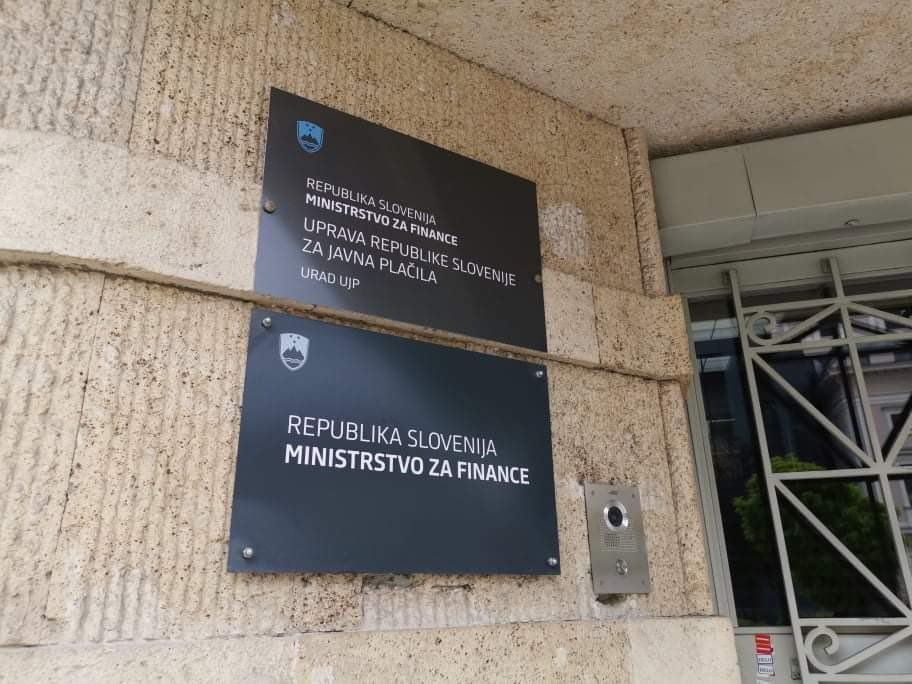 REPUBLIKA SLOVENIJA
MINISTRSTVO ZA FINANCE
UPRAVA REPUBLIKE SLOVENIJE
ZA JAVNA PLAČILA
URAD UJP
REPUBLIKA SLOVENIJA
MINISTRSTVO ZA FINANCE